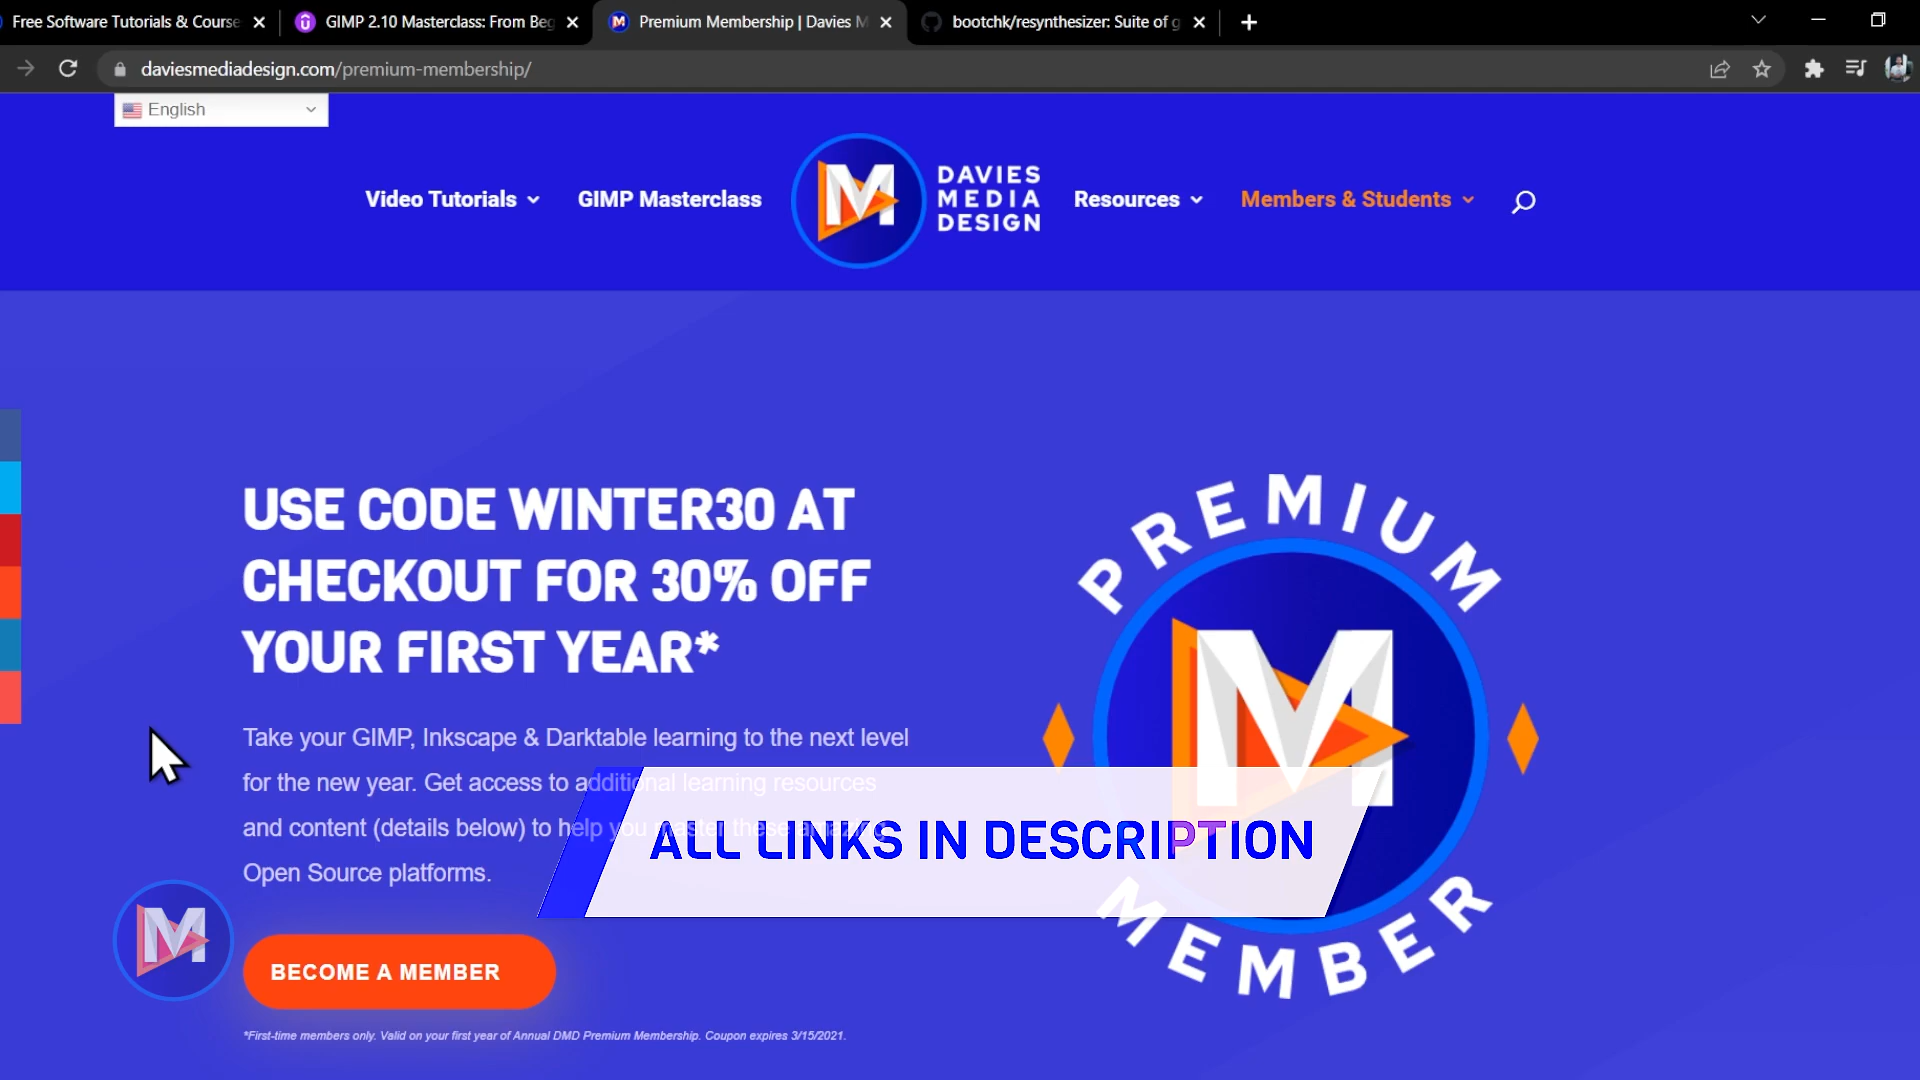 Free Software Tutorials & Course
GIMP 2.10 Masterclass: From Beg
Premium Membership | Davies M
bootchk/resynthesizer: Suite of g
daviesmediadesign.com/premium-membership/
English
Video Tutorials
GIMP Masterclass
DAVIES
MEDIA
DESIGN
Resources
Members & Students
USE CODE WINTER30 AT
CHECKOUT FOR 30% OFF
YOUR FIRST YEAR*
Take your GIMP, Inkscape & Darktable learning to the next level
for the new year. Get access to additional learning resources
and content (details below) to help you master these amazing
Open Source platforms.
PREMIUM
MEMBER
ALL LINKS IN DESCRIPTION
BECOME A MEMBER
*First-time members only. Valid on your first year of Annual DMD Premium Membership. Coupon expires 3/15/2021.